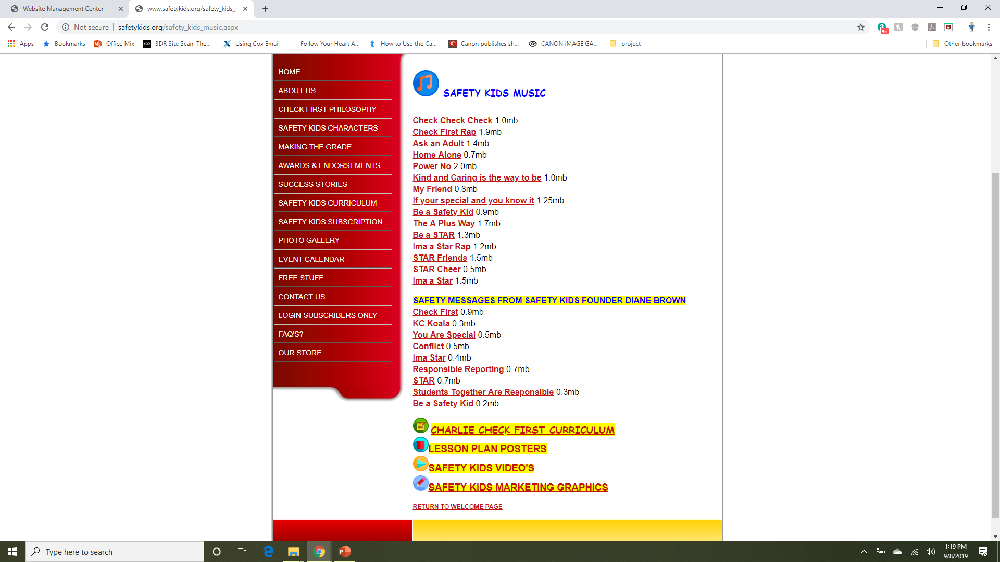 Website Management Center
www.safetykids.org/safety_kids_m
Not secure
safetykids.org/safety_kids_music.aspx
9+
Apps
Bookmarks
Office Mix
3DR Site Scan: The...
Using Cox Email
Follow Your Heart A...
How to Use the Ca...
Canon publishes sh...
CANON iMAGE GA...
project
Other bookmarks
HOME
ABOUT US
CHECK FIRST PHILOSOPHY
SAFETY KIDS CHARACTERS
MAKING THE GRADE
AWARDS & ENDORSEMENTS
SUCCESS STORIES
SAFETY KIDS CURRICULUM
SAFETY KIDS SUBSCRIPTION
PHOTO GALLERY
EVENT CALENDAR
FREE STUFF
CONTACT US
LOGIN-SUBSCRIBERS ONLY
FAQ'S?
OUR STORE
SAFETY KIDS MUSIC
Check Check Check 1.0mb
Check First Rap 1.9mb
Ask an Adult 1.4mb
Home Alone 0.7mb
Power No 2.0mb
Kind and Caring is the way to be 1.0mb
My Friend 0.8mb
If your special and you know it 1.25mb
Be a Safety Kid 0.9mb
The A Plus Way 1.7mb
Be a STAR 1.3mb
Ima a Star Rap 1.2mb
STAR Friends 1.5mb
STAR Cheer 0.5mb
Ima a Star 1.5mb
SAFETY MESSAGES FROM SAFETY KIDS FOUNDER DIANE BROWN
Check First 0.9mb
KC Koala 0.3mb
You Are Special 0.5mb
Conflict 0.5mb
Ima Star 0.4mb
Responsible Reporting 0.7mb
STAR 0.7mb
Students Together Are Responsible 0.3mb
Be a Safety Kid 0.2mb
CHARLIE CHECK FIRST CURRICULUM
LESSON PLAN POSTERS
SAFETY KIDS VIDEO'S
SAFETY KIDS MARKETING GRAPHICS
RETURN TO WELCOME PAGE
Type here to search
1:19 PM
9/8/2019